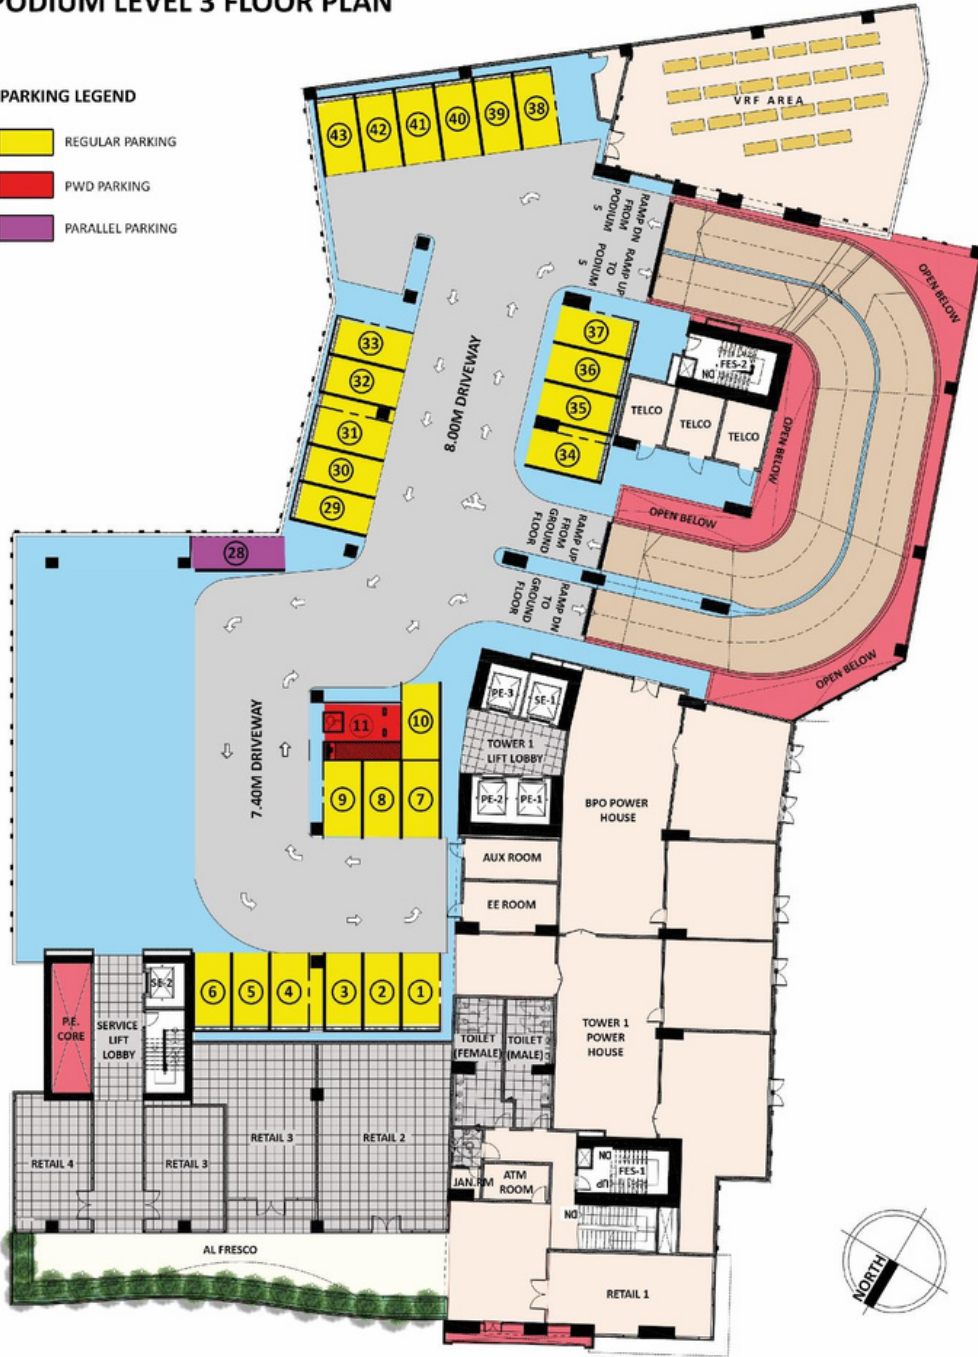 PODIUM LEVEL 3 FLOOR PLAN
PARKING LEGEND
REGULAR PARKING
PWD PARKING
PARALLEL PARKING
43
42
41
40
39
38
VRF AREA
RAMP DN
FROM
PODIUM
5
RAMP UP
TO
PODIUM
5
OPEN BELOW
33
32
31
30
29
8.00M DRIVEWAY
37
36
35
34
FES-2
DN
TELCO
TELCO
TELCO
OPEN BELOW
OPEN BELOW
RAMP UP
FROM
GROUND
FLOOR
RAMP DN
TO
GROUND
FLOOR
28
OPEN BELOW
7.40M DRIVEWAY
11
10
9
8
7
PE-3
SE-1
TOWER 1
LIFT LOBBY
PE-2
PE-1
BPO POWER
HOUSE
AUX ROOM
EE ROOM
6
5
4
3
2
1
P.E.
CORE
SERVICE
LIFT
LOBBY
SE-2
TOILET
(FEMALE)
TOILET
(MALE)
TOWER 1
POWER
HOUSE
RETAIL 4
RETAIL 3
RETAIL 3
RETAIL 2
JAN.RM
ATM
ROOM
DN
UP
FES-1
DN
AL FRESCO
RETAIL 1
NORTH